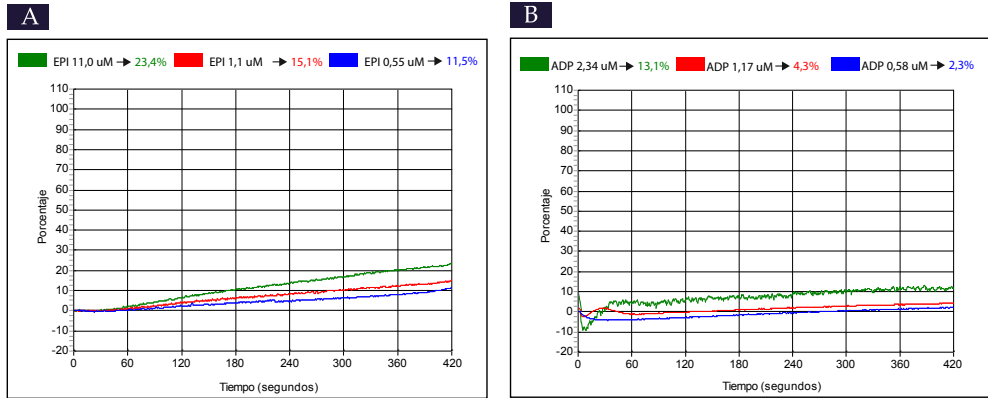 A
EPI 11,0 uM → 23,4% EPI 1,1 uM → 15,1% EPI 0,55 uM → 11,5%
110
100
90
80
70
60
50
40
30
20
10
0
-10
-20
Porcentaje
0 60 120 180 240 300 360 420
Tiempo (segundos)
B
ADP 2,34 uM → 13,1% ADP 1,17 uM → 4,3% ADP 0,58 uM → 2,3%
110
100
90
80
70
60
50
40
30
20
10
0
-10
-20
Porcentaje
0 60 120 180 240 300 360 420
Tiempo (segundos)